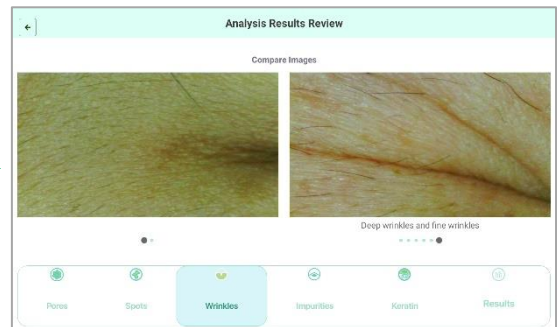 Analysis Results Review
Compare Images
Deep wrinkles and fine wrinkles
Pores
Spots
Wrinkles
Impurities
Keratin
Results